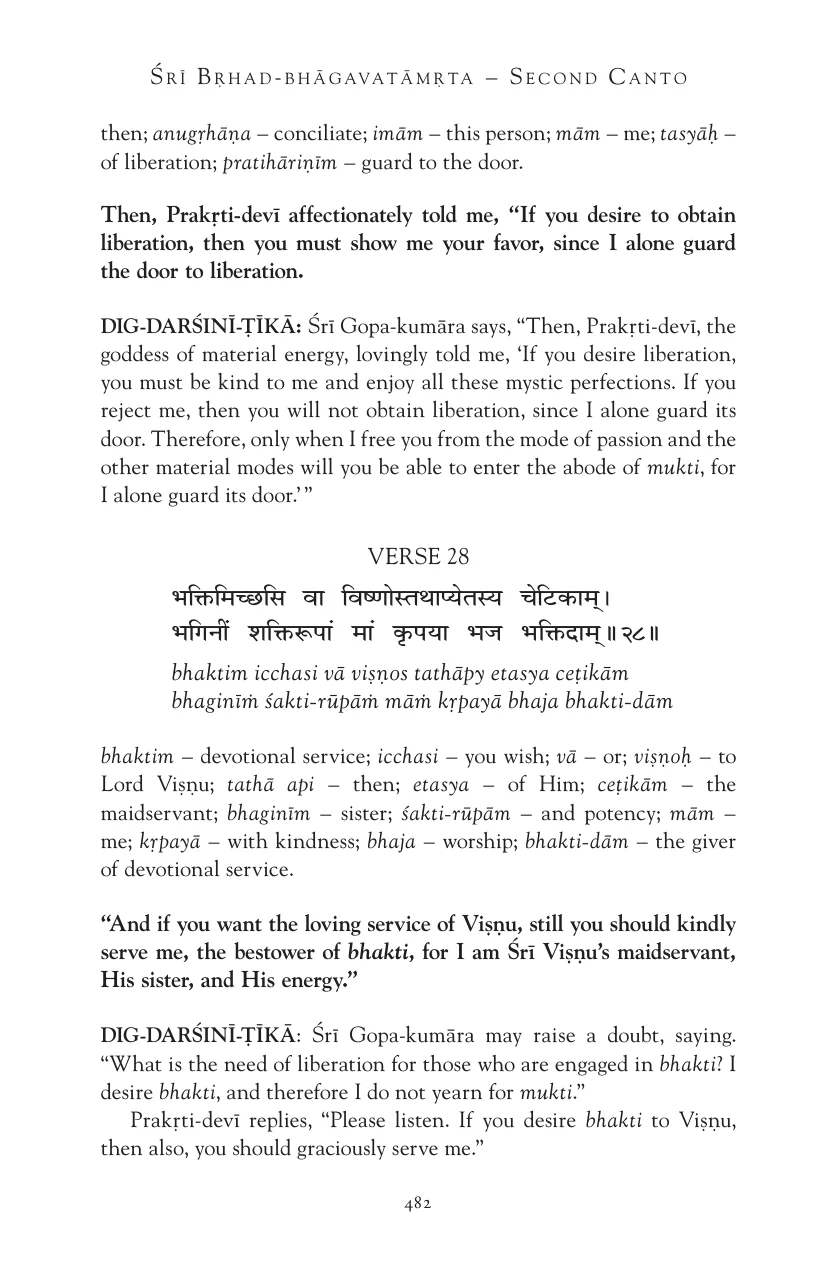 ŚRĪ BṚHAD-BHĀGAVATĀMṚTA – SECOND CANTO
then; anugṛhāṇa – conciliate; imām – this person; mām – me; tasyāḥ –
of liberation; pratihāriṇīm – guard to the door.
Then, Prakṛti-devī affectionately told me, “If you desire to obtain
liberation, then you must show me your favor, since I alone guard
the door to liberation.
DIG-DARŚINĪ-ṬĪKĀ: Śrī Gopa-kumāra says, “Then, Prakṛti-devī, the
goddess of material energy, lovingly told me, ‘If you desire liberation,
you must be kind to me and enjoy all these mystic perfections. If you
reject me, then you will not obtain liberation, since I alone guard its
door. Therefore, only when I free you from the mode of passion and the
other material modes will you be able to enter the abode of mukti, for
I alone guard its door.’ ”
VERSE 28
भक्तिमिच्छसि वा विष्णोस्तथाप्येतस्य चेटिकाम्।
भगिनीं शक्तिरूपां मां कृपया भज भक्तिदाम्॥२८॥
bhaktim icchasi vā viṣṇos tathāpy etasya ceṭikām
bhaginīṁ śakti-rūpāṁ māṁ kṛpayā bhaja bhakti-dām
bhaktim – devotional service; icchasi – you wish; vā – or; viṣṇoḥ – to
Lord Viṣṇu; tathā api – then; etasya – of Him; ceṭikām – the
maidservant; bhaginīm – sister; śakti-rūpām – and potency; mām –
me; kṛpayā – with kindness; bhaja – worship; bhakti-dām – the giver
of devotional service.
“And if you want the loving service of Viṣṇu, still you should kindly
serve me, the bestower of bhakti, for I am Śrī Viṣṇu’s maidservant,
His sister, and His energy.”
DIG-DARŚINĪ-ṬĪKĀ: Śrī Gopa-kumāra may raise a doubt, saying.
“What is the need of liberation for those who are engaged in bhakti? I
desire bhakti, and therefore I do not yearn for mukti.”
Prakṛti-devī replies, “Please listen. If you desire bhakti to Viṣṇu,
then also, you should graciously serve me.”
482